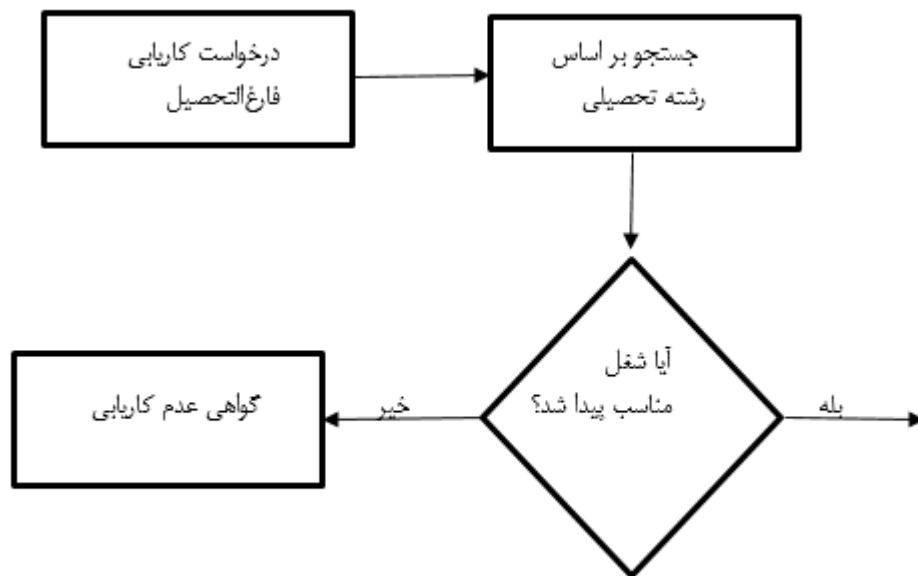 درخواست کاریابی
فارغ‌التحصیل
جستجو بر اساس
رشته تحصیلی
آیا شغل
مناسب پیدا شد؟
بله
خیر
گواهی عدم کاریابی